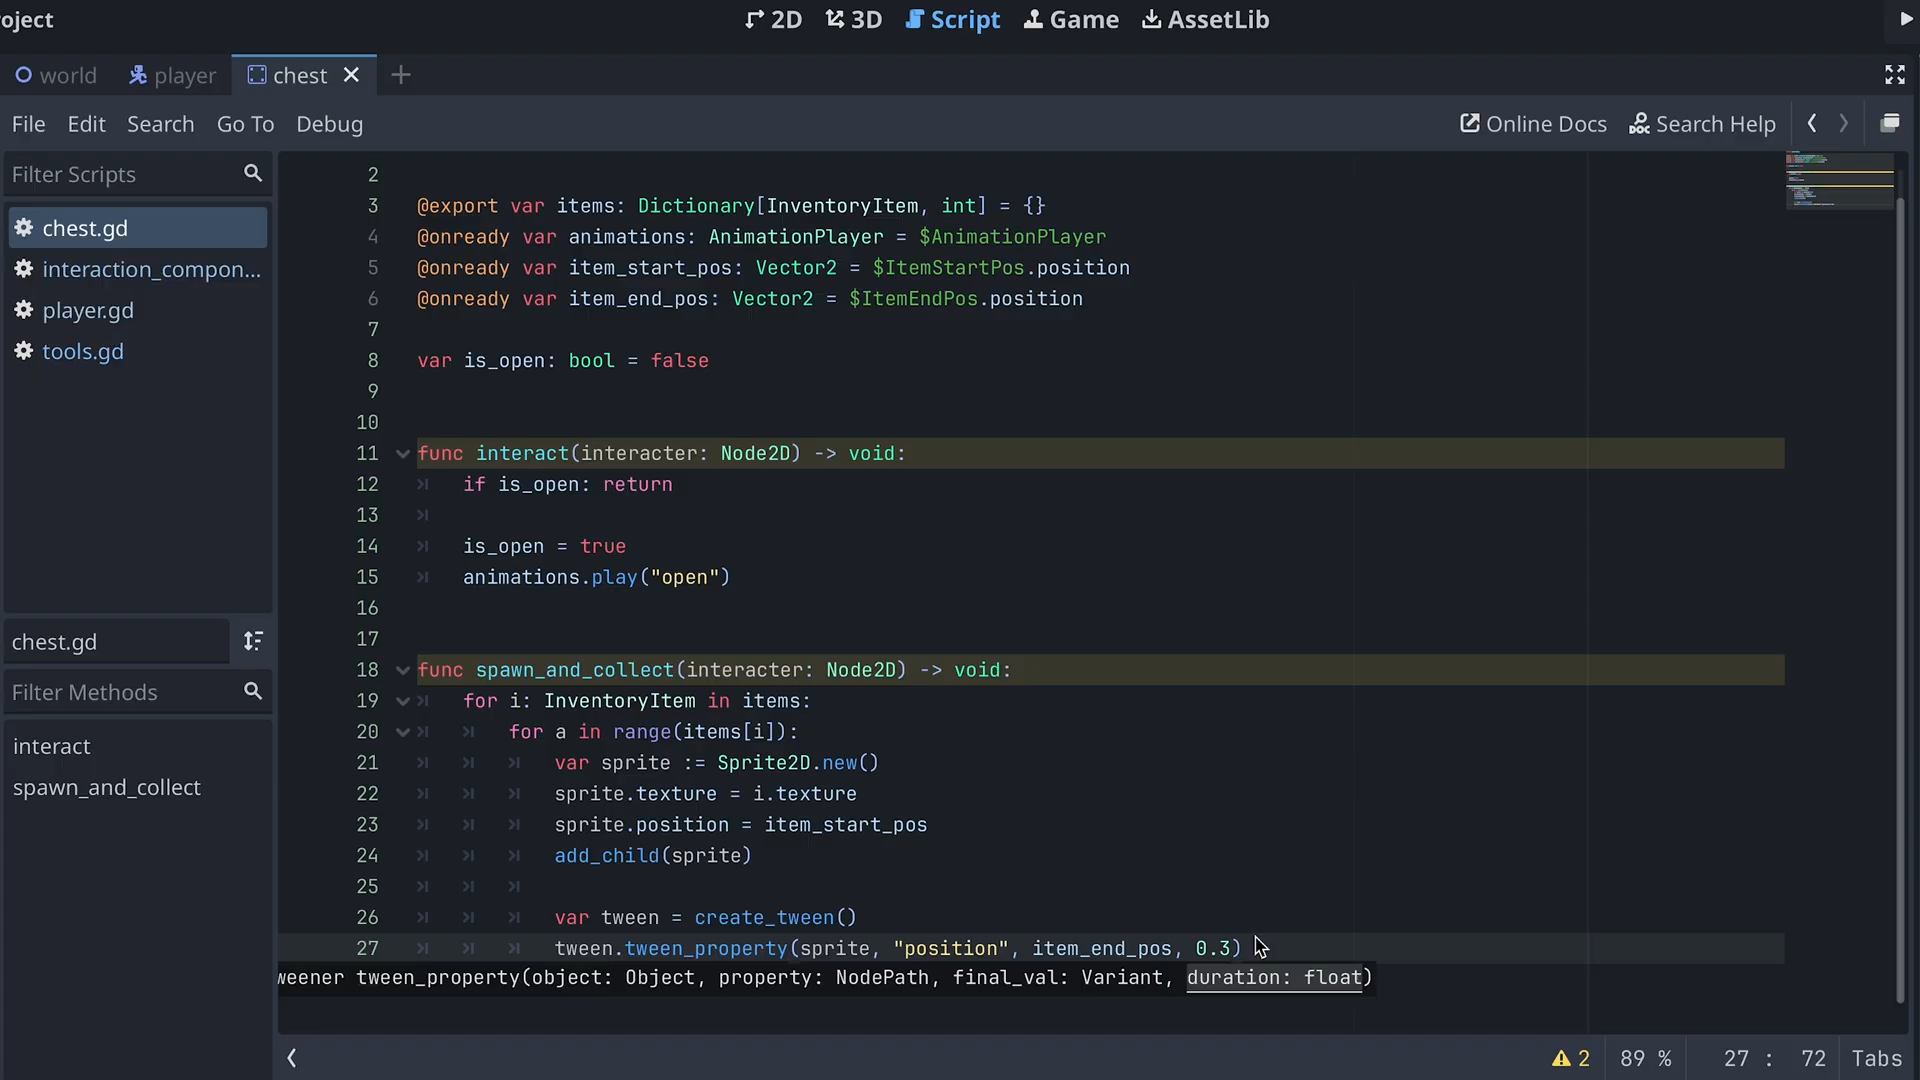 oject
2D 3D Script Game AssetLib
world player chest
File Edit Search Go To Debug
Online Docs Search Help
Filter Scripts
chest.gd
interaction_compon...
player.gd
tools.gd
chest.gd
Filter Methods
interact
spawn_and_collect
2
3 @export var items: Dictionary[InventoryItem, int] = {}
4 @onready var animations: AnimationPlayer = $AnimationPlayer
5 @onready var item_start_pos: Vector2 = $ItemStartPos.position
6 @onready var item_end_pos: Vector2 = $ItemEndPos.position
7
8 var is_open: bool = false
9
10
11 func interact(interacter: Node2D) -> void:
12 if is_open: return
13
14 is_open = true
15 animations.play("open")
16
17
18 func spawn_and_collect(interacter: Node2D) -> void:
19 for i: InventoryItem in items:
20 for a in range(items[i]):
21 var sprite := Sprite2D.new()
22 sprite.texture = i.texture
23 sprite.position = item_start_pos
24 add_child(sprite)
25
26 var tween = create_tween()
27 tween.tween_property(sprite, "position", item_end_pos, 0.3)
weener tween_property(object: Object, property: NodePath, final_val: Variant, duration: float)
2 89 % 27 : 72 Tabs